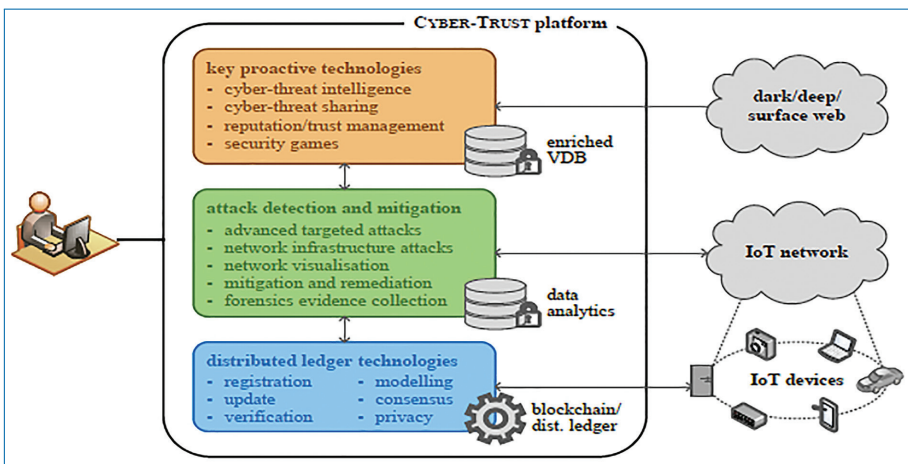 CYBER-TRUST platform
key proactive technologies
- cyber-threat intelligence
- cyber-threat sharing
- reputation/trust management
- security games
enriched
VDB
dark/deep/
surface web
attack detection and mitigation
- advanced targeted attacks
- network infrastructure attacks
- network visualisation
- mitigation and remediation
- forensics evidence collection
data
analytics
IoT network
distributed ledger technologies
- registration
- update
- verification
- modelling
- consensus
- privacy
blockchain/
dist. ledger
IoT devices